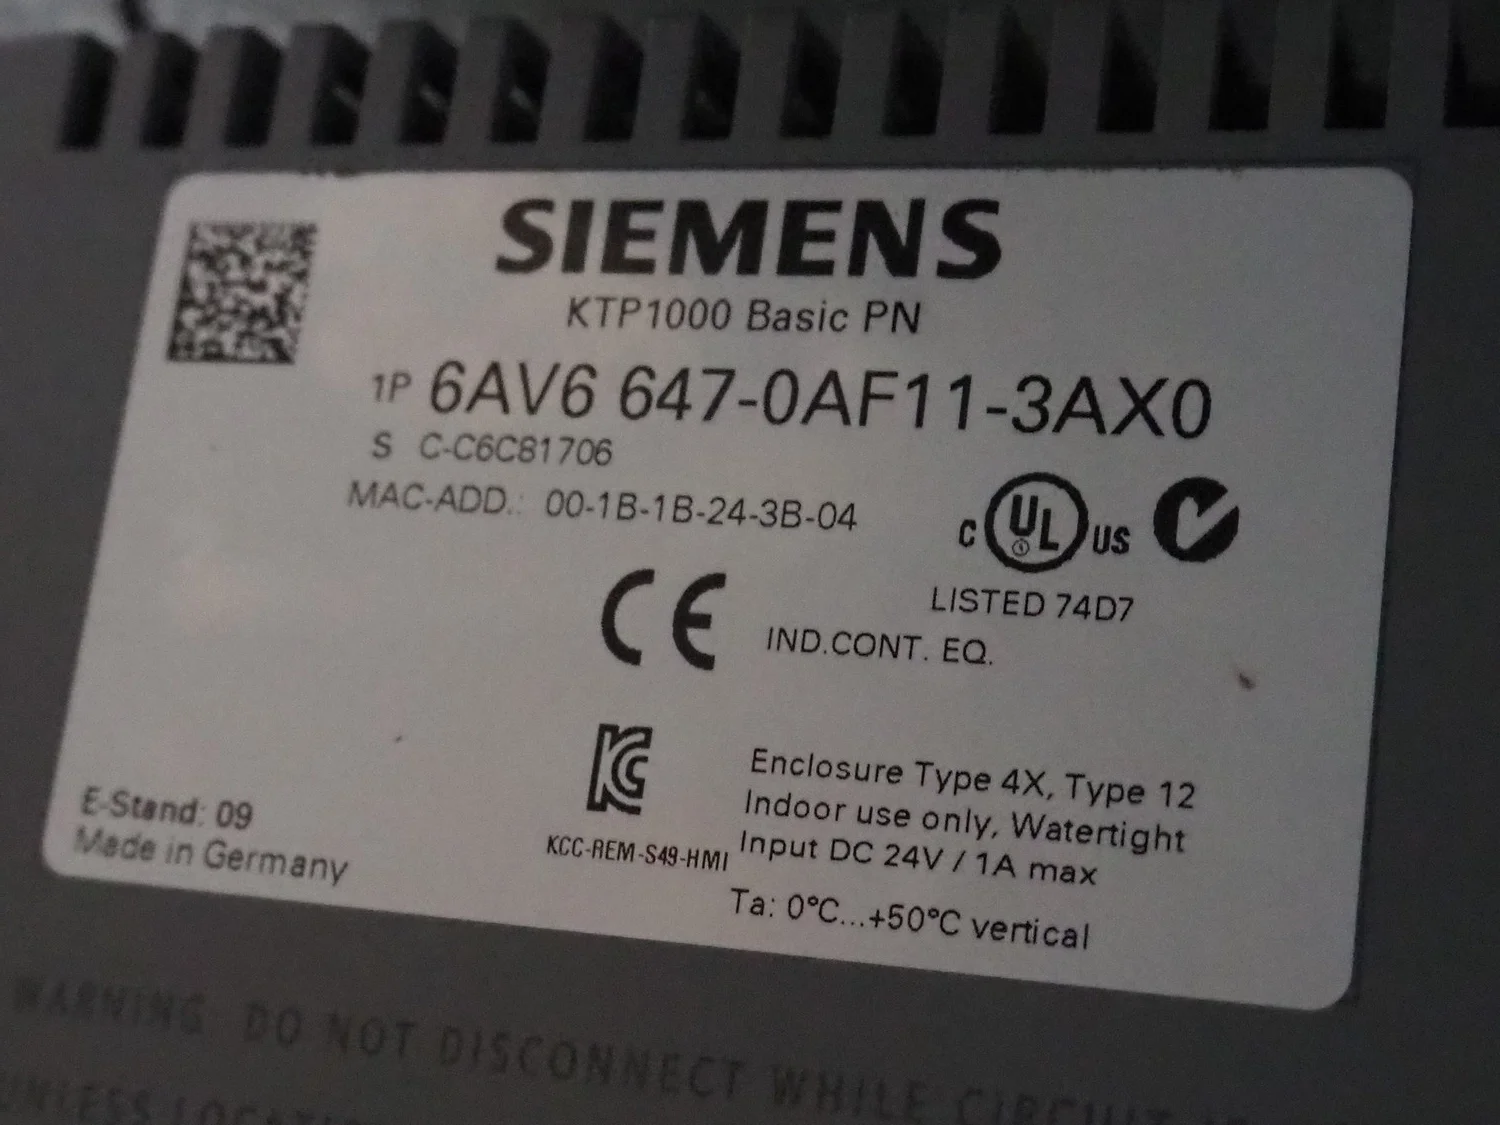 SIEMENS
KTP1000 Basic PN
1P 6AV6 647-0AF11-3AX0
S C-C6C81706
MAC-ADD.: 00-1B-1B-24-3B-04
C UL US
LISTED 74D7
CE IND.CONT. EQ.
KCC-REM-S49-HMI
Enclosure Type 4X, Type 12
Indoor use only, Watertight
Input DC 24V / 1A max
Ta: 0°C...+50°C vertical
E-Stand: 09
Made in Germany
WARNING: DO NOT DISCONNECT WHILE CIRCUIT
UNLESS